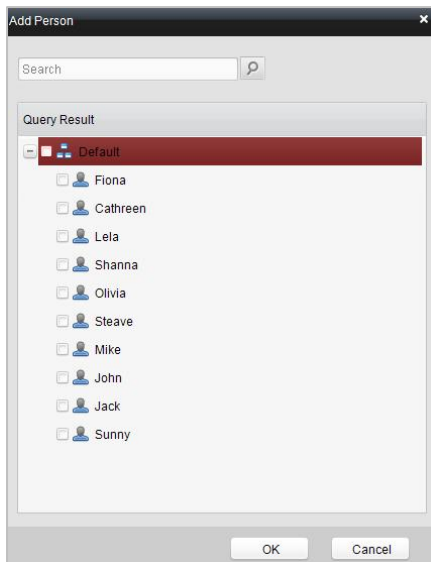 Add Person
Search
Query Result
Default
Fiona
Cathreen
Lela
Shanna
Olivia
Steave
Mike
John
Jack
Sunny
OK Cancel